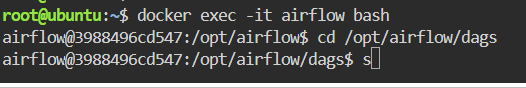 root@ubuntu:~$ docker exec -it airflow bash
airflow@3988496cd547:/opt/airflow$ cd /opt/airflow/dags
airflow@3988496cd547:/opt/airflow/dags$ s